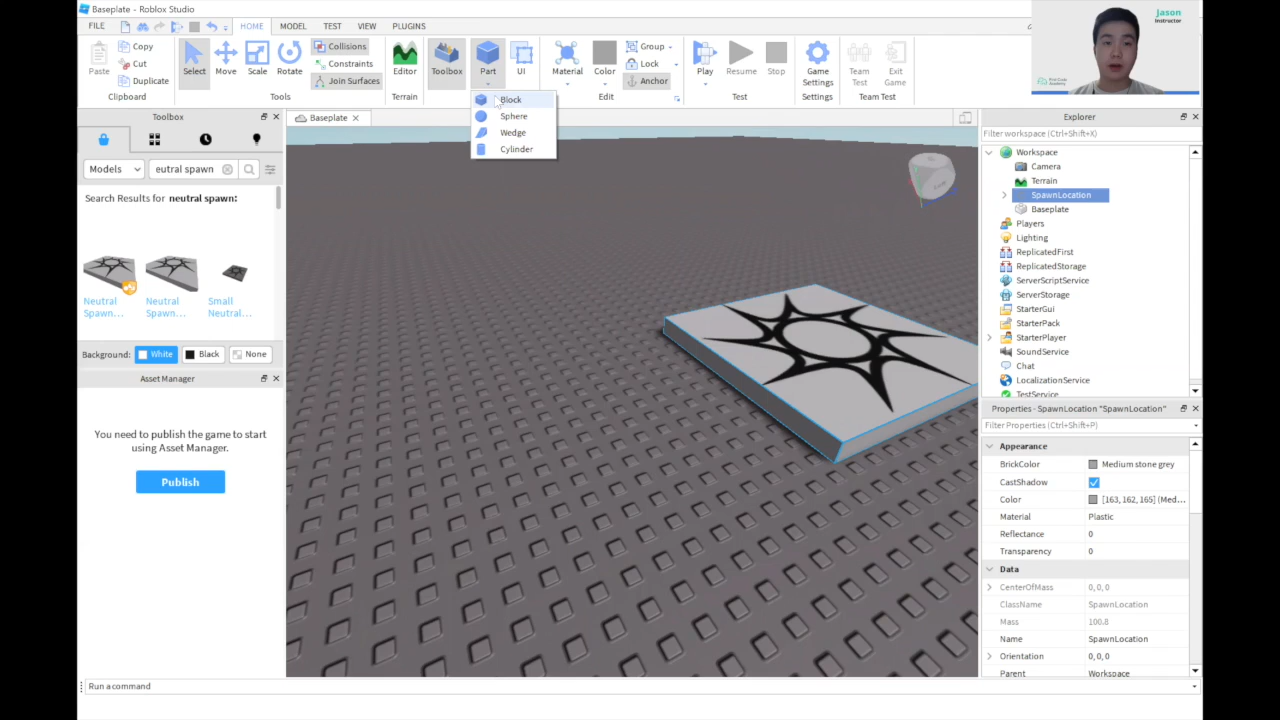 Baseplate - Roblox Studio
Jason
Instructor
FILE HOME MODEL TEST VIEW PLUGINS
Paste Copy Cut Duplicate
Select Move Scale Rotate
Collisions Constraints Join Surfaces
Editor Toolbox Part UI
Material Color Group Lock Anchor
Play Resume Stop
Game Settings Team Test Exit Game
Clipboard Tools Terrain Edit Test Settings Team Test
Block
Sphere
Wedge
Cylinder
Toolbox
Models eutral spawn
Search Results for neutral spawn:
Neutral Spawn...
Neutral Spawn...
Small Neutral...
Background: White Black None
Asset Manager
You need to publish the game to start
using Asset Manager.
Publish
Baseplate
Explorer
Filter workspace (Ctrl+Shift+X)
Workspace
Camera
Terrain
SpawnLocation
Baseplate
Players
Lighting
ReplicatedFirst
ReplicatedStorage
ServerScriptService
ServerStorage
StarterGui
StarterPack
StarterPlayer
SoundService
Chat
LocalizationService
TestService
Properties - SpawnLocation "SpawnLocation"
Filter Properties (Ctrl+Shift+P)
Appearance
BrickColor Medium stone grey
CastShadow
Color [163, 162, 165] (Med...
Material Plastic
Reflectance 0
Transparency 0
Data
CenterOfMass 0, 0, 0
ClassName SpawnLocation
Mass 100.8
Name SpawnLocation
Orientation 0, 0, 0
Parent Workspace
Run a command